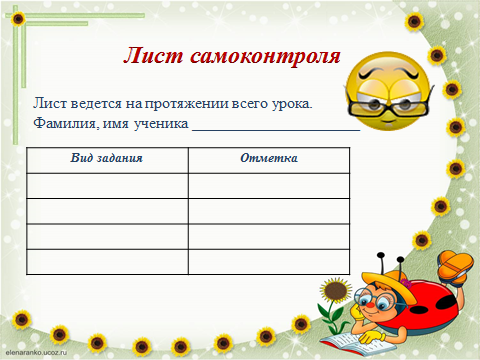 Лист самоконтроля
Лист ведется на протяжении всего урока.
Фамилия, имя ученика ______________________
Вид задания Отметка
elenaranko.ucoz.ru